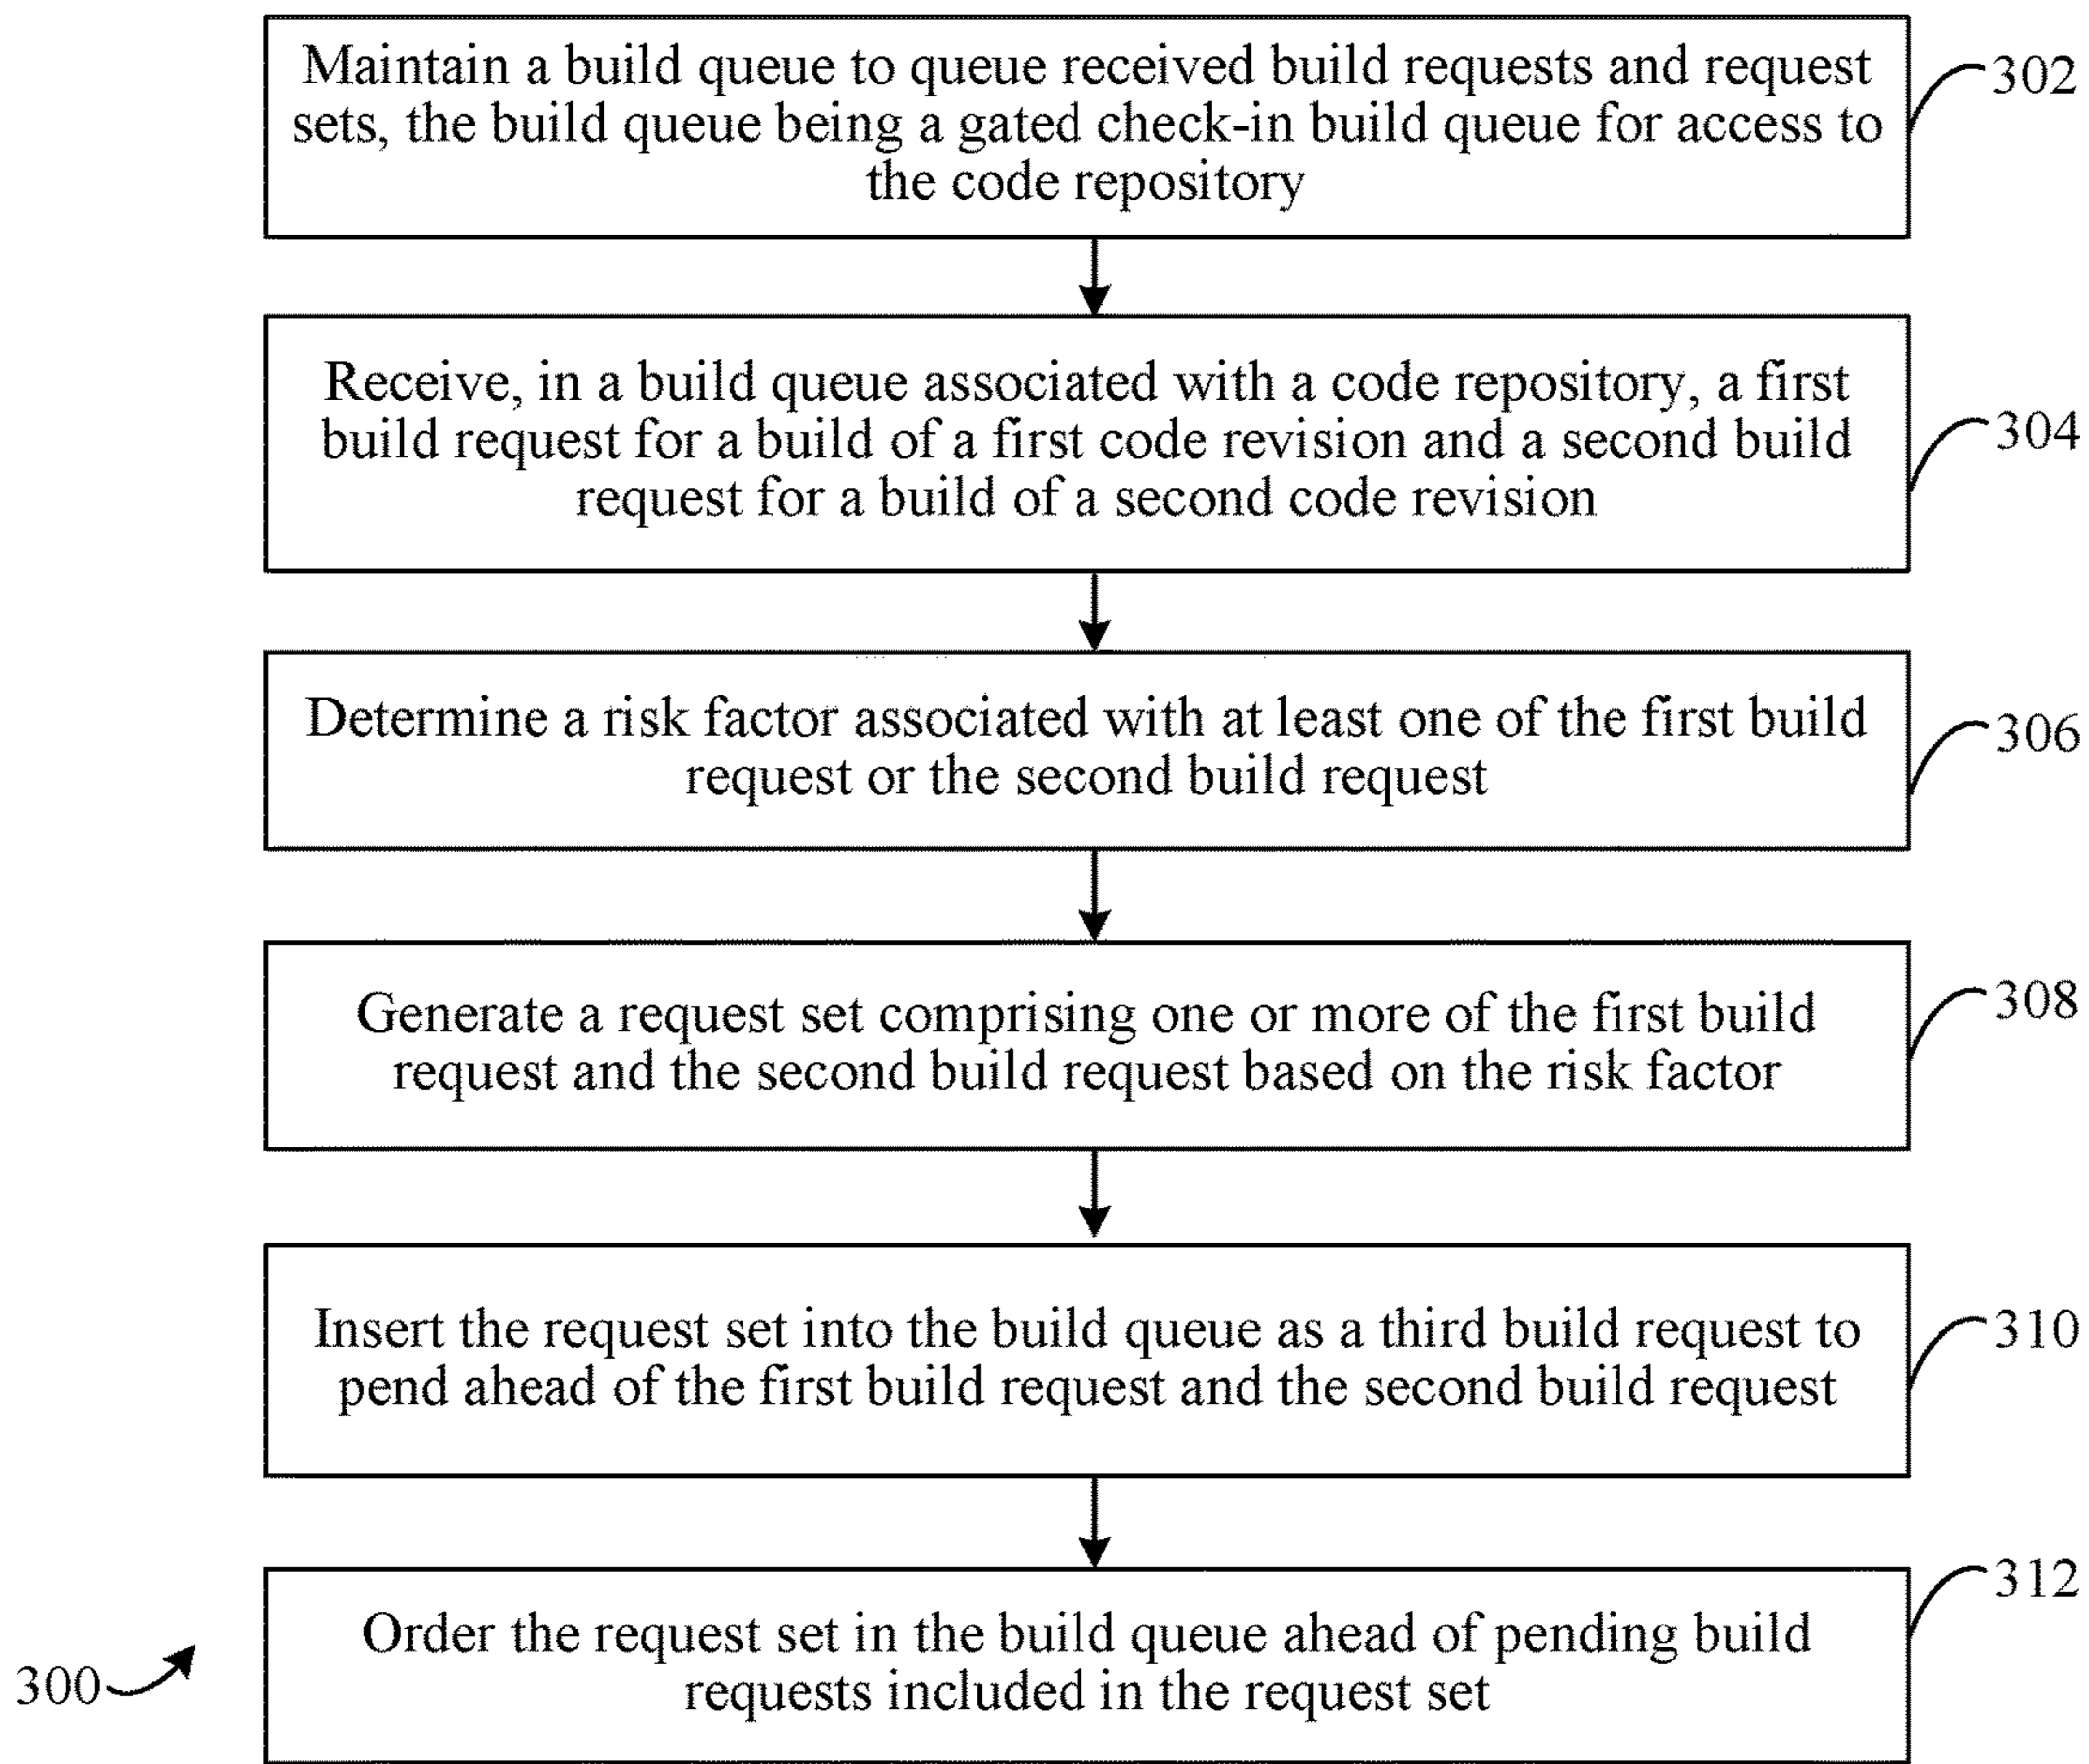 Maintain a build queue to queue received build requests and request
sets, the build queue being a gated check-in build queue for access to
the code repository
302
Receive, in a build queue associated with a code repository, a first
build request for a build of a first code revision and a second build
request for a build of a second code revision
304
Determine a risk factor associated with at least one of the first build
request or the second build request
306
Generate a request set comprising one or more of the first build
request and the second build request based on the risk factor
308
Insert the request set into the build queue as a third build request to
pend ahead of the first build request and the second build request
310
Order the request set in the build queue ahead of pending build
requests included in the request set
312
300